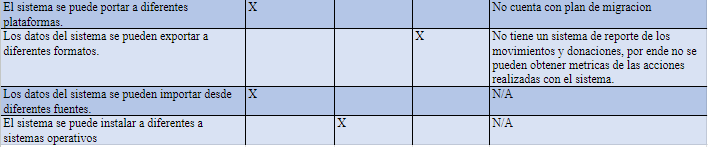 El sistema se puede portar a diferentes
plataformas.
X
No cuenta con plan de migracion
Los datos del sistema se pueden exportar a
diferentes formatos.
X
No tiene un sistema de reporte de los
movimientos y donaciones, por ende no se
pueden obtener metricas de las acciones
realizadas con el sistema.
Los datos del sistema se pueden importar desde
diferentes fuentes.
X
N/A
El sistema se puede instalar a diferentes a
sistemas operativos
X
N/A